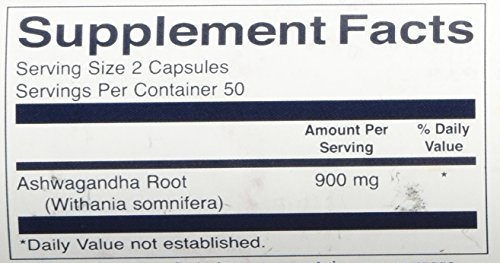 Supplement Facts
Serving Size 2 Capsules
Servings Per Container 50
Amount Per % Daily
Serving Value
Ashwagandha Root 900 mg *
(Withania somnifera)
*Daily Value not established.